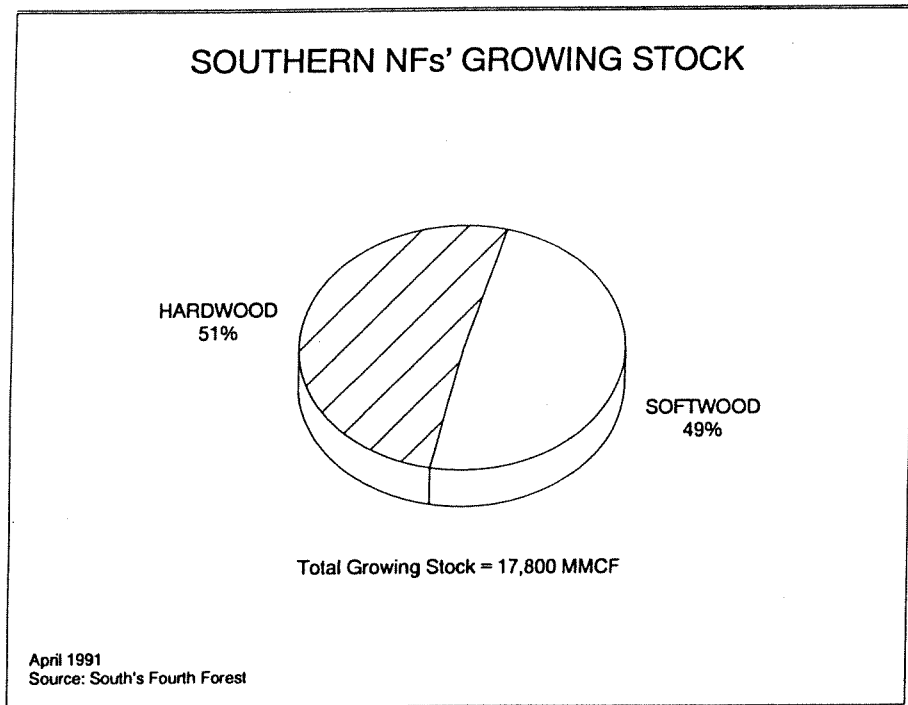 SOUTHERN NFs' GROWING STOCK
HARDWOOD
51%
SOFTWOOD
49%
Total Growing Stock = 17,800 MMCF
April 1991
Source: South's Fourth Forest